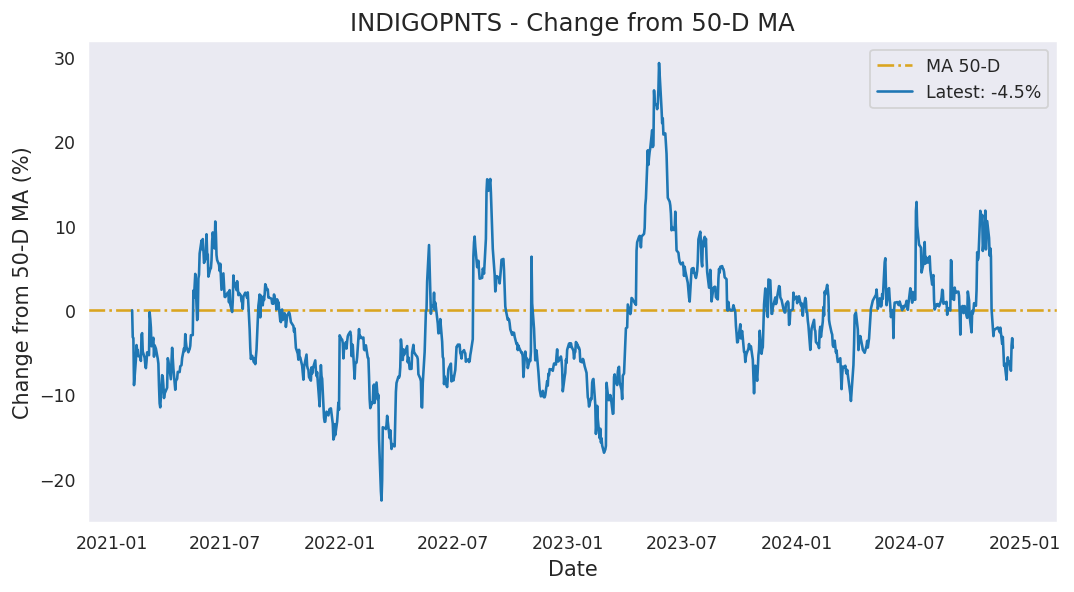 INDIGOPNTS - Change from 50-D MA
MA 50-D
Latest: -4.5%
Change from 50-D MA (%)
30
20
10
0
−10
−20
2021-01 2021-07 2022-01 2022-07 2023-01 2023-07 2024-01 2024-07 2025-01
Date